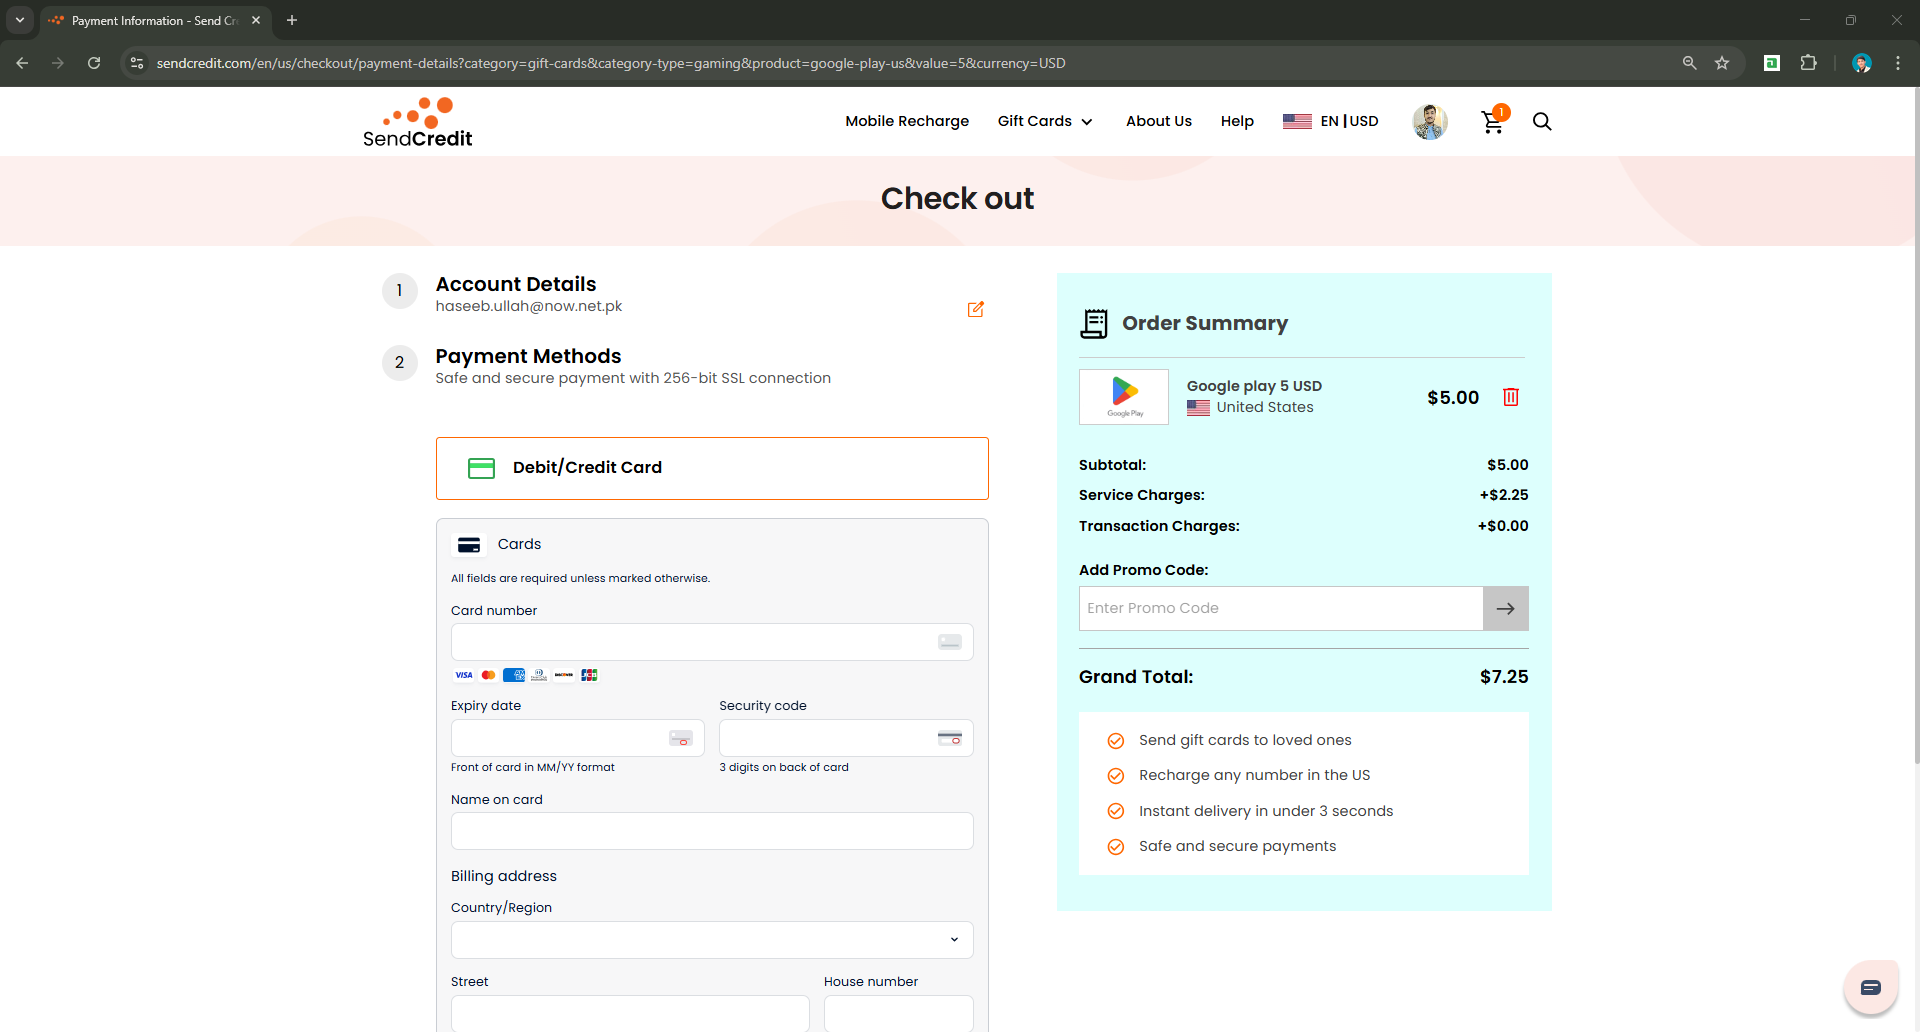 Payment Information - Send Cr
sendcredit.com/en/us/checkout/payment-details?category=gift-cards&category-type=gaming&product=google-play-us&value=5&currency=USD
SendCredit
Mobile Recharge
Gift Cards
About Us
Help
EN | USD
1
Check out
1
Account Details
haseeb.ullah@now.net.pk
2
Payment Methods
Safe and secure payment with 256-bit SSL connection
Debit/Credit Card
Cards
All fields are required unless marked otherwise.
Card number
VISA
DISCOVER
JCB
Expiry date
Security code
Front of card in MM/YY format
3 digits on back of card
Name on card
Billing address
Country/Region
Street
House number
Order Summary
Google Play
Google play 5 USD
United States
$5.00
Subtotal: $5.00
Service Charges: +$2.25
Transaction Charges: +$0.00
Add Promo Code:
Enter Promo Code
Grand Total: $7.25
Send gift cards to loved ones
Recharge any number in the US
Instant delivery in under 3 seconds
Safe and secure payments